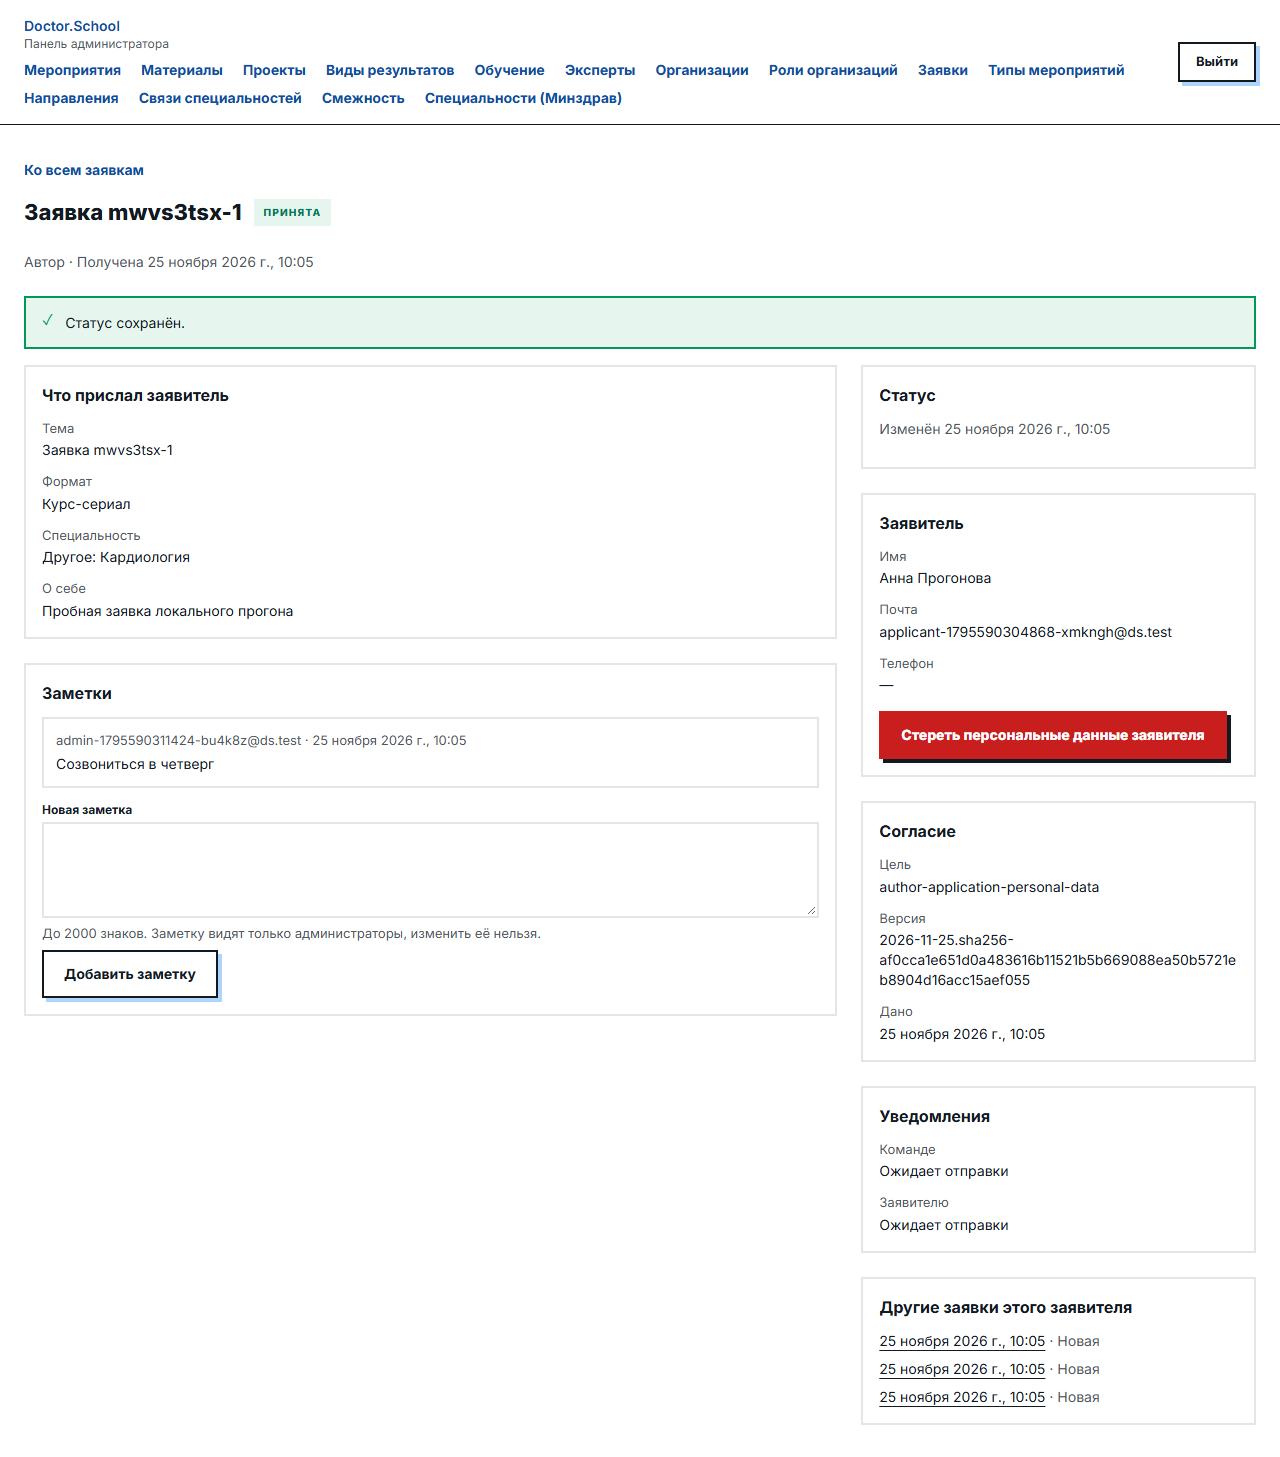 Doctor.School
Панель администратора
Мероприятия Материалы Проекты Виды результатов Обучение Эксперты Организации Роли организаций Заявки Типы мероприятий
Направления Связи специальностей Смежность Специальности (Минздрав)
Выйти
Ко всем заявкам
Заявка mwvs3tsx-1 ПРИНЯТА
Автор · Получена 25 ноября 2026 г., 10:05
✓ Статус сохранён.
Что прислал заявитель
Тема
Заявка mwvs3tsx-1
Формат
Курс-сериал
Специальность
Другое: Кардиология
О себе
Пробная заявка локального прогона
Заметки
admin-1795590311424-bu4k8z@ds.test · 25 ноября 2026 г., 10:05
Созвониться в четверг
Новая заметка
До 2000 знаков. Заметку видят только администраторы, изменить её нельзя.
Добавить заметку
Статус
Изменён 25 ноября 2026 г., 10:05
Заявитель
Имя
Анна Прогонова
Почта
applicant-1795590304868-xmkngh@ds.test
Телефон
—
Стереть персональные данные заявителя
Согласие
Цель
author-application-personal-data
Версия
2026-11-25.sha256-
af0cca1e651d0a483616b11521b5b669088ea50b5721e
b8904d16acc15aef055
Дано
25 ноября 2026 г., 10:05
Уведомления
Команде
Ожидает отправки
Заявителю
Ожидает отправки
Другие заявки этого заявителя
25 ноября 2026 г., 10:05 · Новая
25 ноября 2026 г., 10:05 · Новая
25 ноября 2026 г., 10:05 · Новая